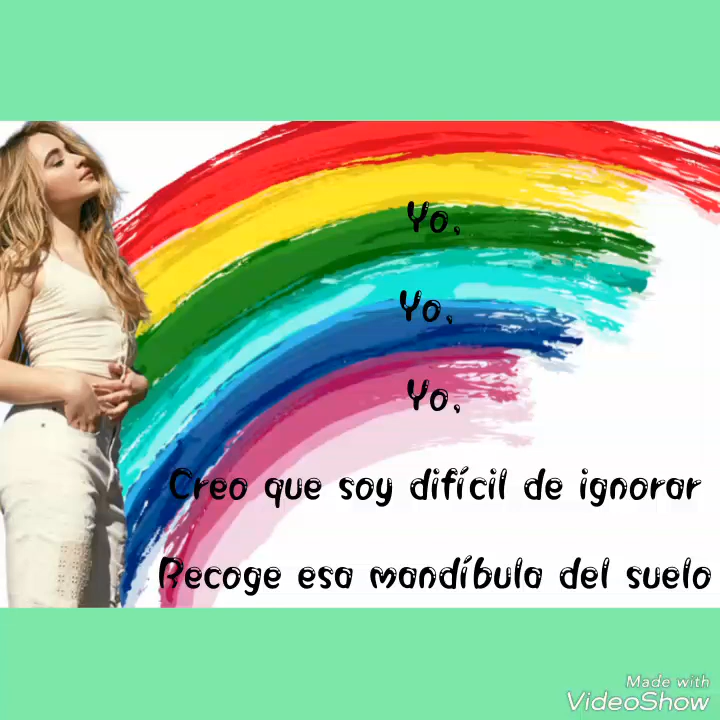 Yo,
Yo,
Yo,
Creo que soy difícil de ignorar
Recoge esa mandíbula del suelo
Made with
VideoShow